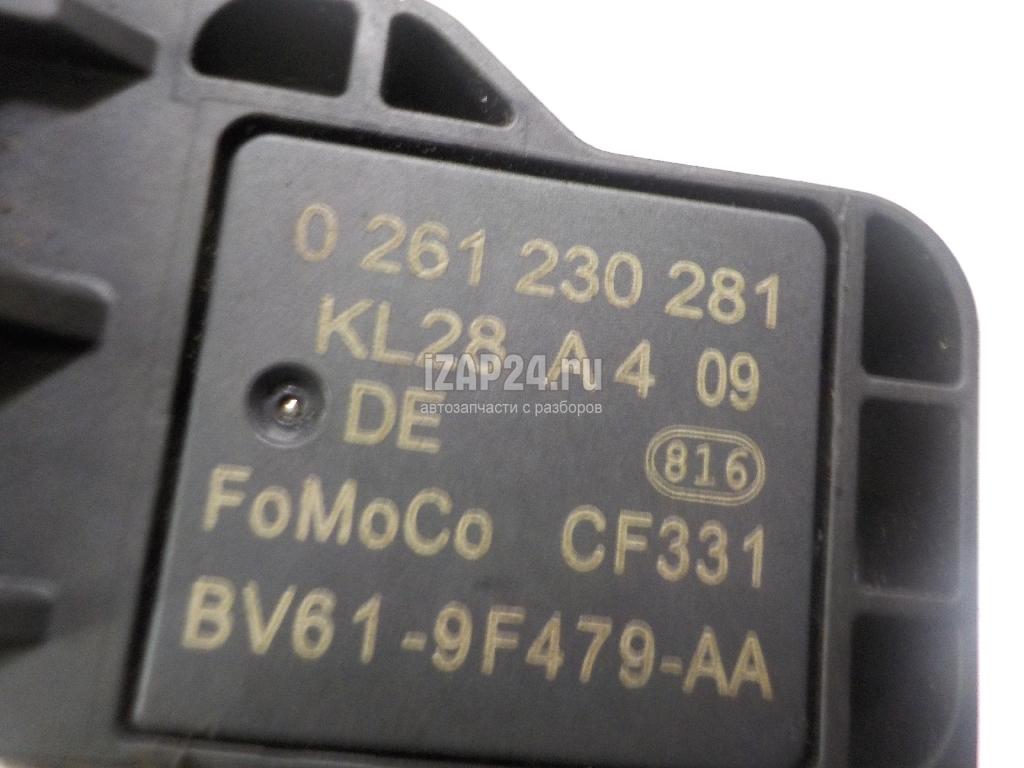 0 261 230 281
KL28 A 4 09
DE
816
FoMoCo CF331
BV61-9F479-AA
iZAP24.ru
автозапчасти с разборов